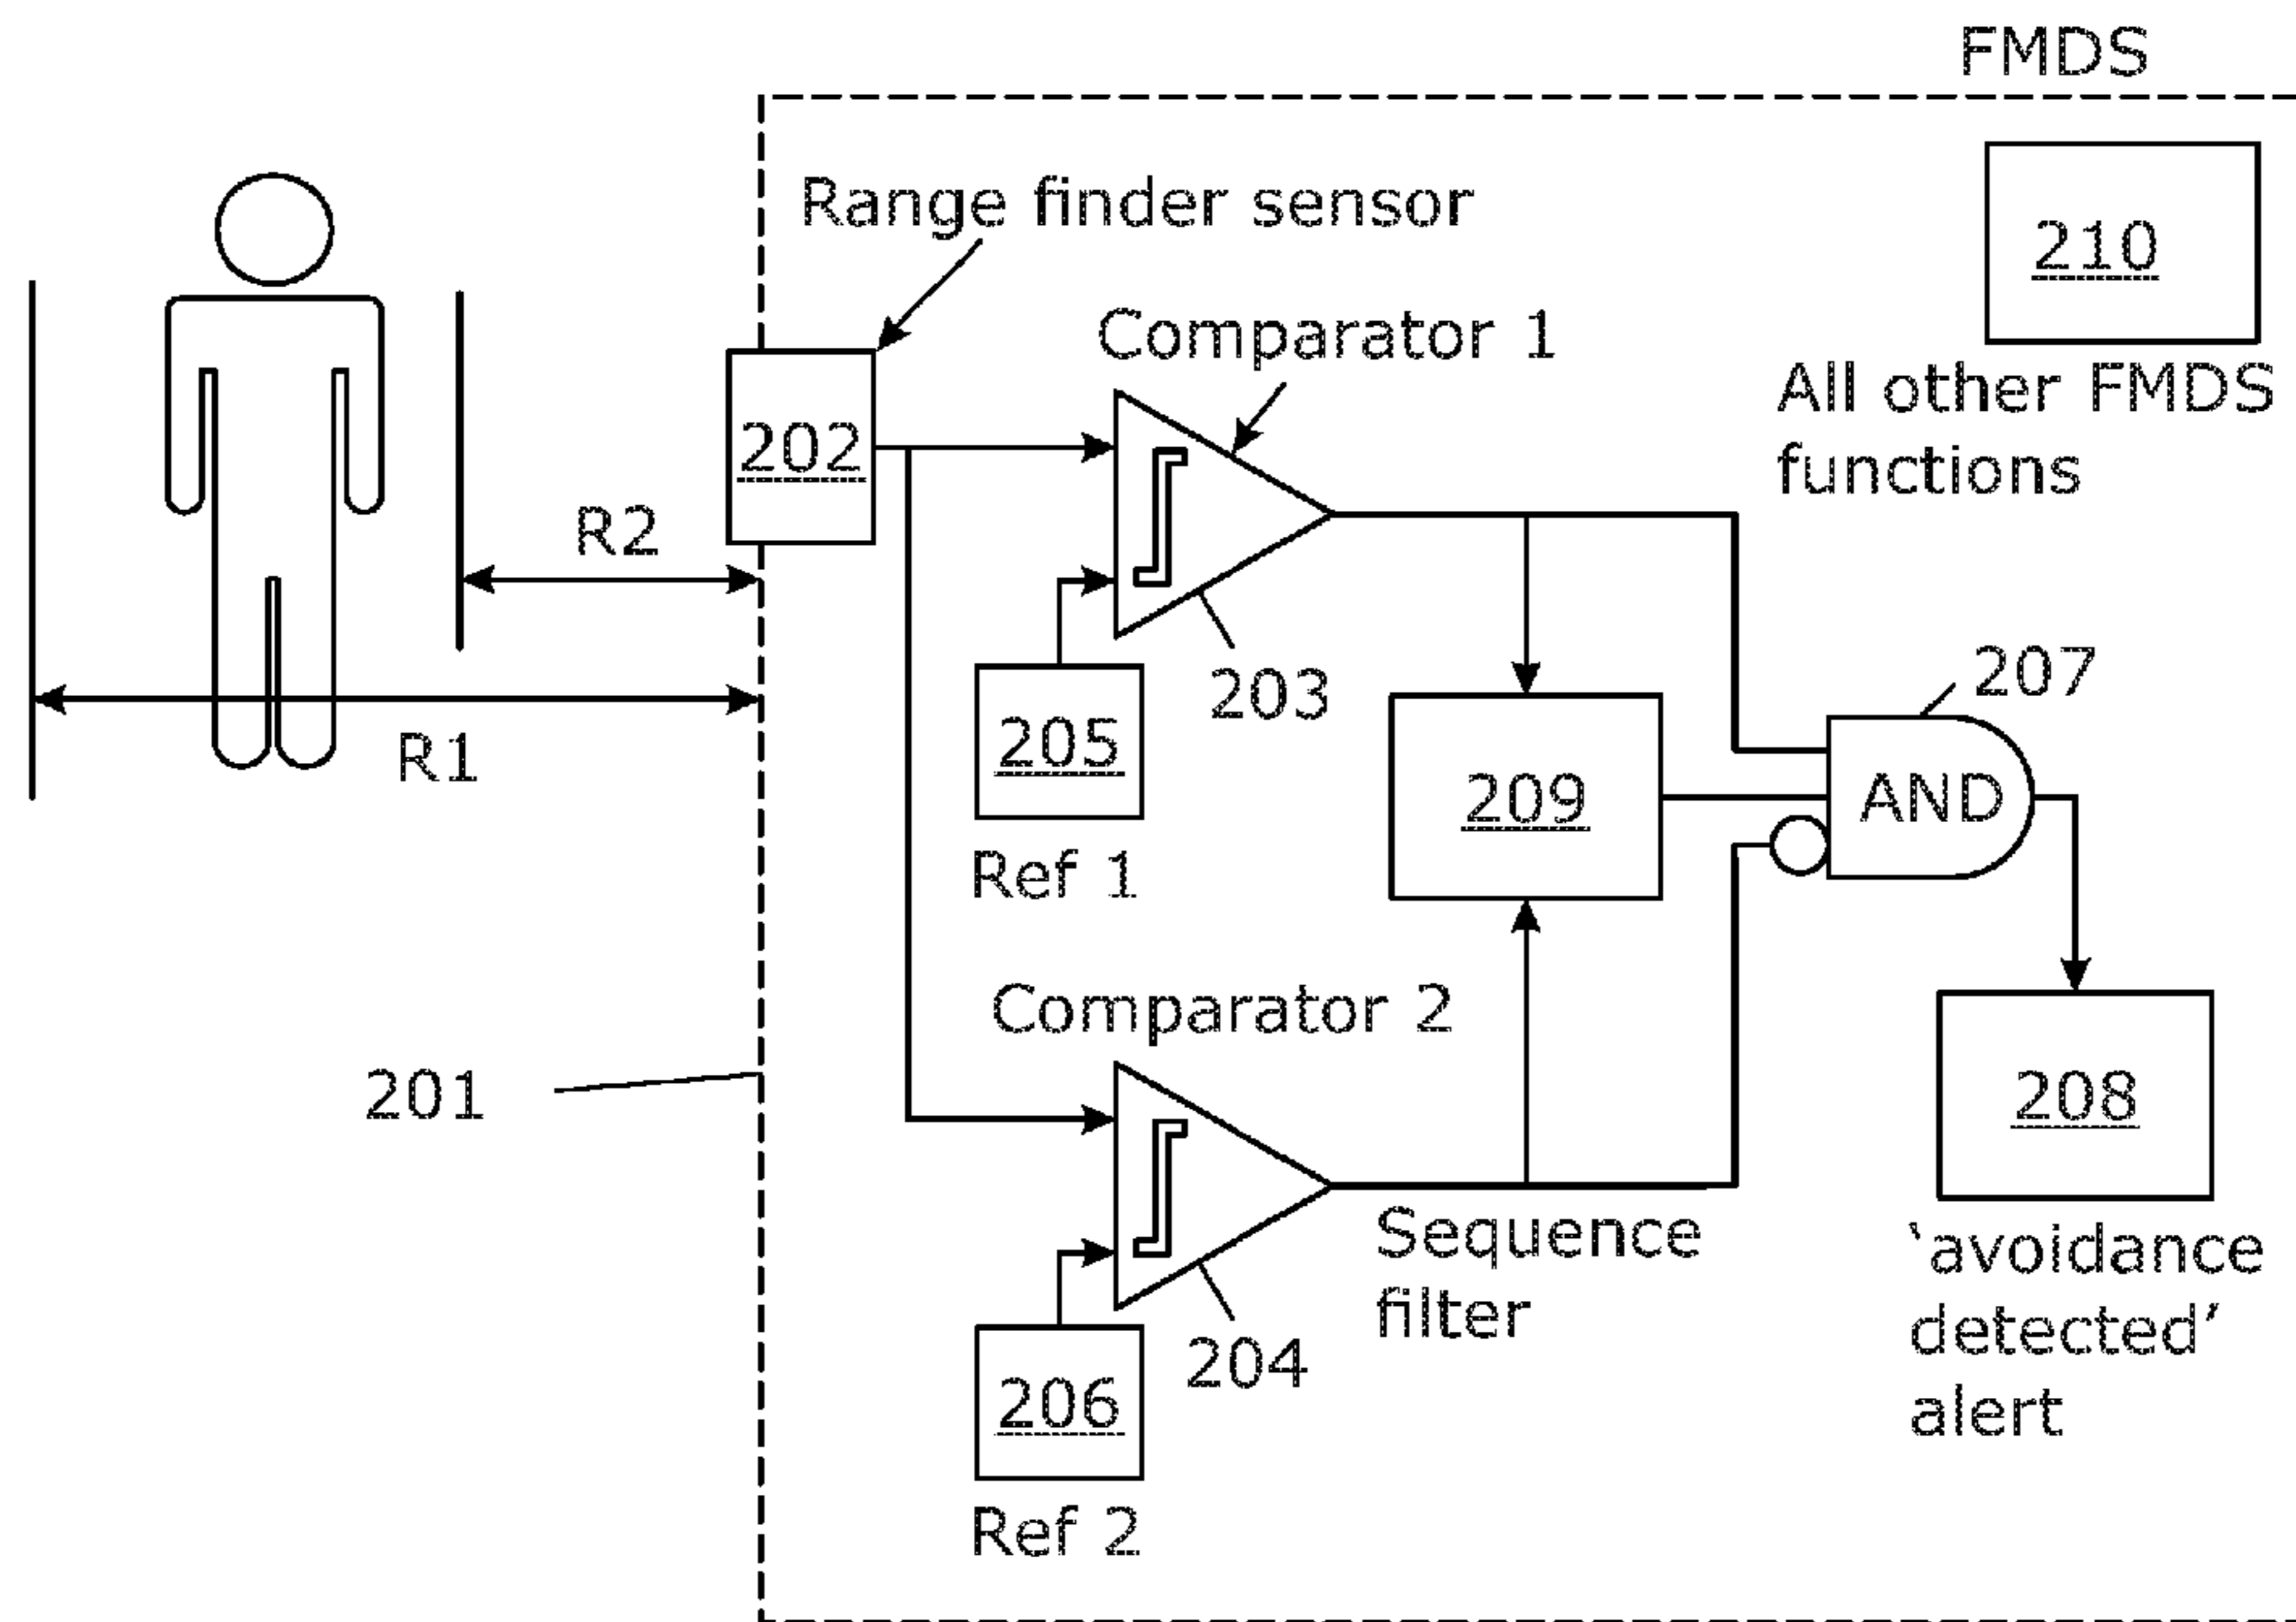 FMDS
Range finder sensor
210
Comparator 1
All other FMDS
functions
202
R2
203
207
R1
205
209
AND
Ref 1
Comparator 2
201
208
Sequence
filter
'avoidance
detected'
alert
204
206
Ref 2